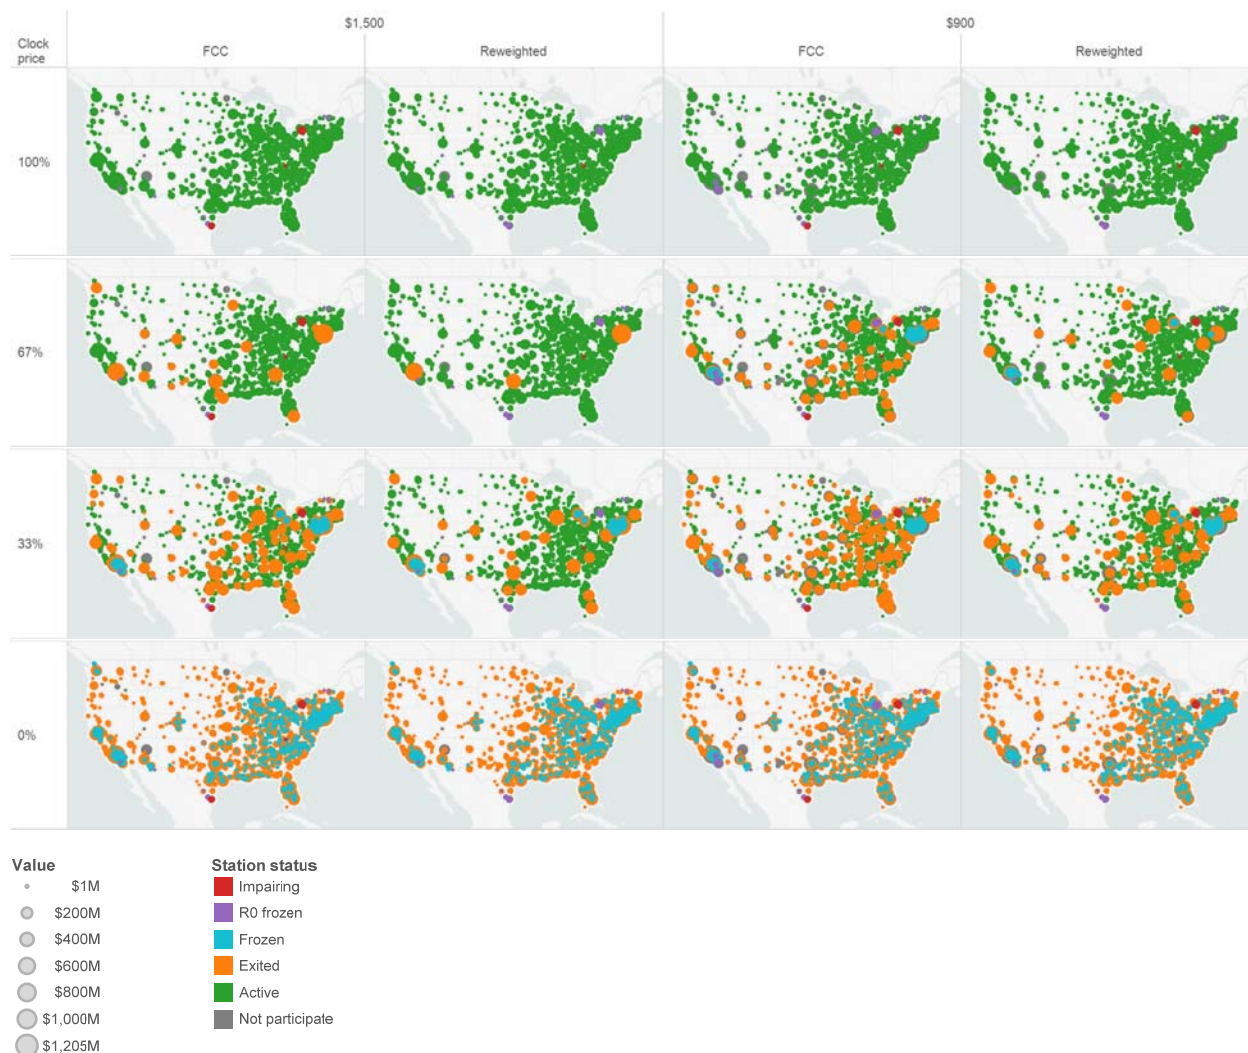 $1,500 $900
Clock
price
FCC Reweighted FCC Reweighted
100%
67%
33%
0%
Value Station status
$1M Impairing
$200M R0 frozen
$400M Frozen
$600M Exited
$800M Active
$1,000M Not participate
$1,205M